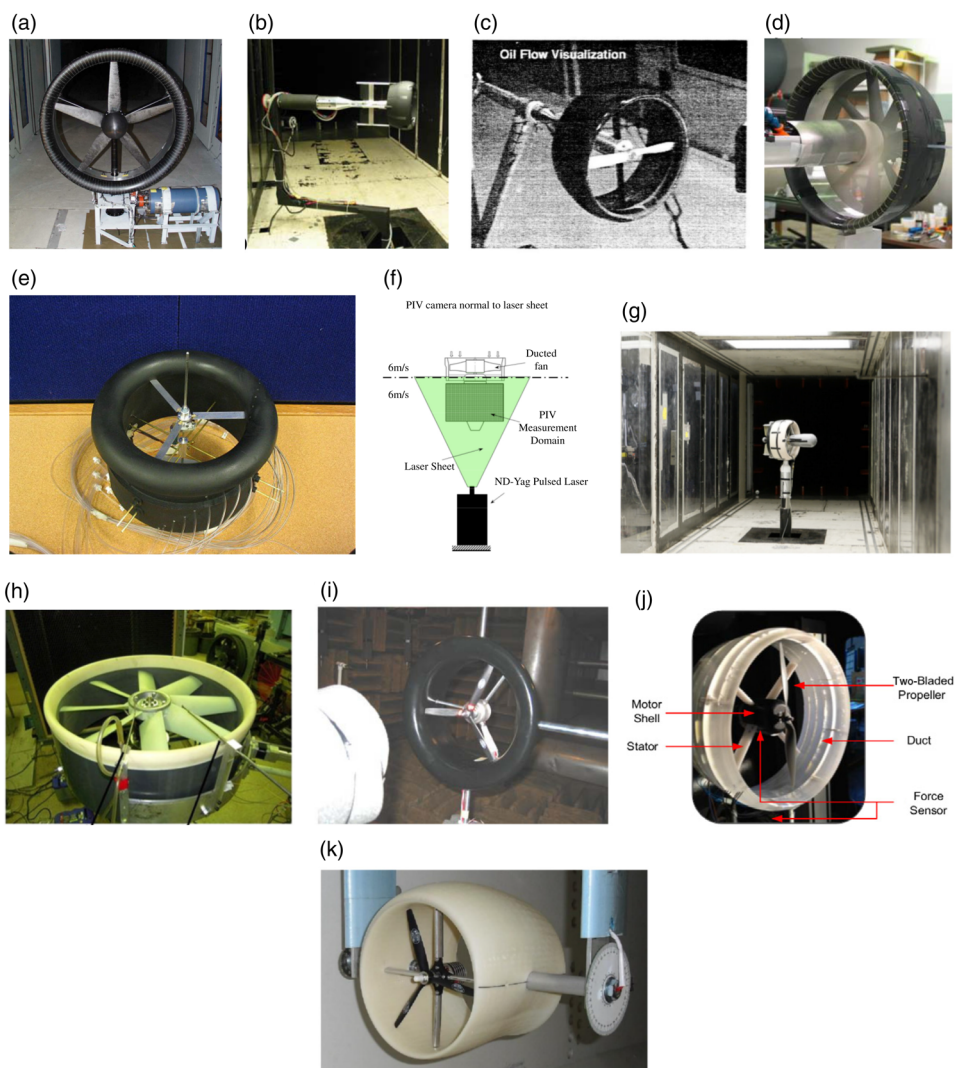 (a)
(b)
(c)
(d)
Oil Flow Visualization
(e)
(f)
PIV camera normal to laser sheet
6m/s
Ducted
fan
6m/s
PIV
Measurement
Domain
Laser Sheet
ND-Yag Pulsed Laser
(g)
(h)
(i)
(j)
Two-Bladed
Propeller
Motor
Shell
Stator
Duct
Force
Sensor
(k)